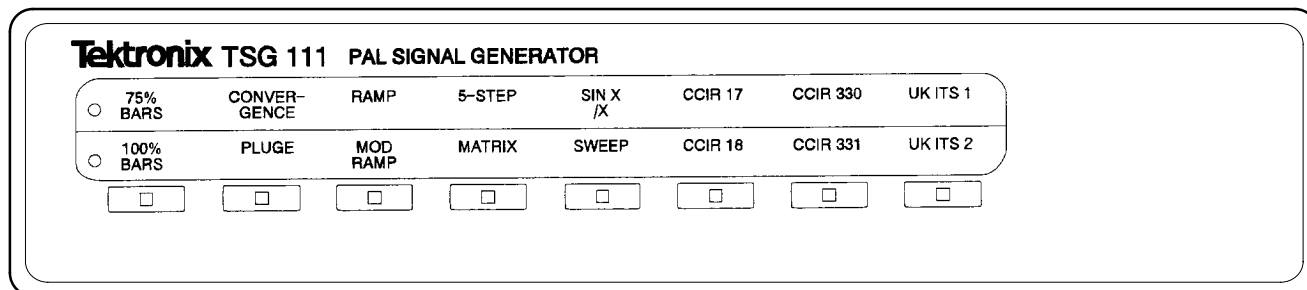 Tektronix TSG 111 PAL SIGNAL GENERATOR
75% BARS CONVER-GENCE RAMP 5-STEP SIN X /X CCIR 17 CCIR 330 UK ITS 1
100% BARS PLUGE MOD RAMP MATRIX SWEEP CCIR 18 CCIR 331 UK ITS 2